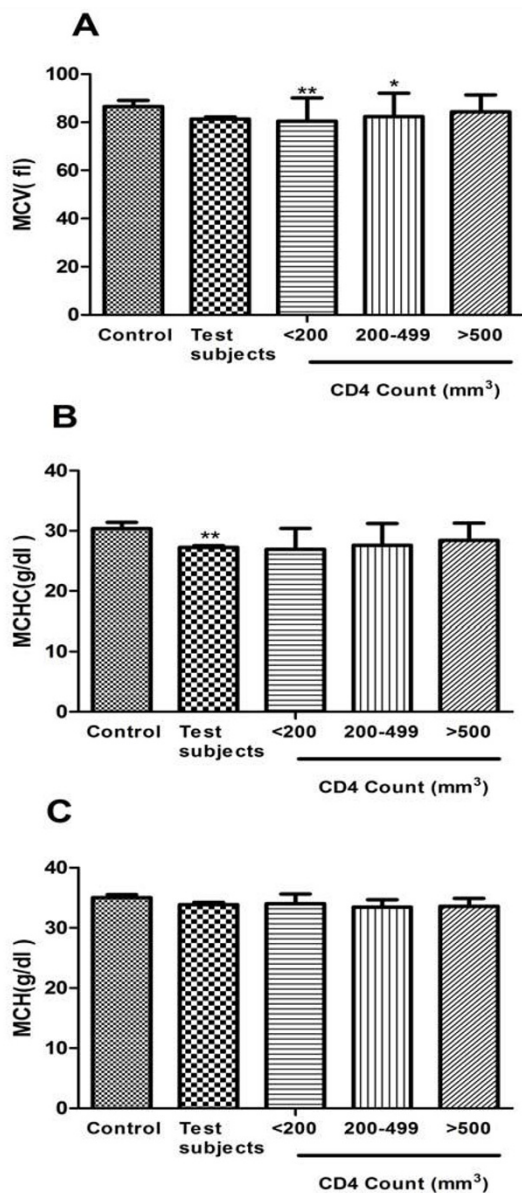 A
MCV( fl)
100
80
60
40
20
0
**
*
Control Test subjects <200 200-499 >500
CD4 Count (mm³)
B
MCHC(g/dl)
40
30
20
10
0
**
Control Test subjects <200 200-499 >500
CD4 Count (mm³)
C
MCH(g/dl )
40
30
20
10
0
Control Test subjects <200 200-499 >500
CD4 Count (mm³)